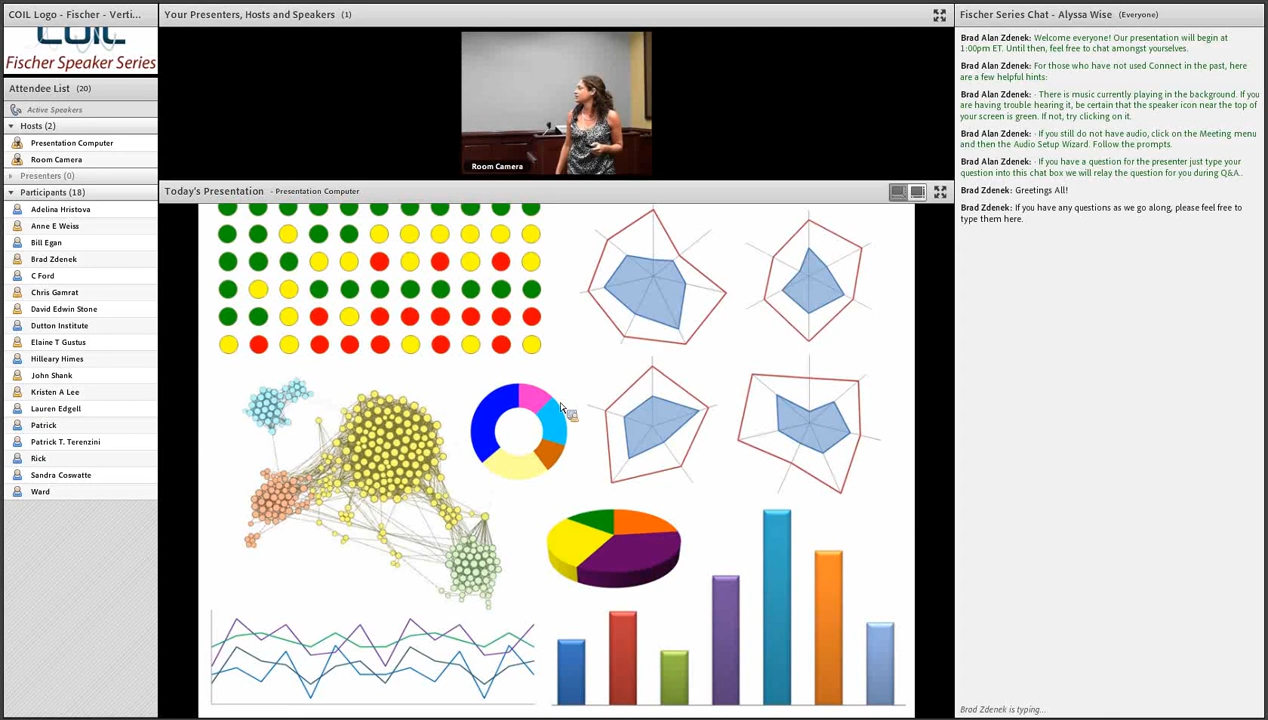 COIL Logo - Fischer - Verti...
COIL
Fischer Speaker Series
Attendee List (20)
Active Speakers
Hosts (2)
Presentation Computer
Room Camera
Presenters (0)
Participants (18)
Adelina Hristova
Anne E Weiss
Bill Egan
Brad Zdenek
C Ford
Chris Gamrat
David Edwin Stone
Dutton Institute
Elaine T Gustus
Hilleary Himes
John Shank
Kristen A Lee
Lauren Edgell
Patrick
Patrick T. Terenzini
Rick
Sandra Coswatte
Ward
Your Presenters, Hosts and Speakers (1)
Room Camera
Today's Presentation - Presentation Computer
Fischer Series Chat - Alyssa Wise (Everyone)
Brad Alan Zdenek: Welcome everyone! Our presentation will begin at
1:00pm ET. Until then, feel free to chat amongst yourselves.
Brad Alan Zdenek: For those who have not used Connect in the past, here
are a few helpful hints:
Brad Alan Zdenek: · There is music currently playing in the background. If you
are having trouble hearing it, be certain that the speaker icon near the top of
your screen is green. If not, try clicking on it.
Brad Alan Zdenek: · If you still do not have audio, click on the Meeting menu
and then the Audio Setup Wizard. Follow the prompts.
Brad Alan Zdenek: · If you have a question for the presenter just type your
question into this chat box we will relay the question for you during Q&A..
Brad Zdenek: Greetings All!
Brad Zdenek: If you have any questions as we go along, please feel free to
type them here.
Brad Zdenek is typing...